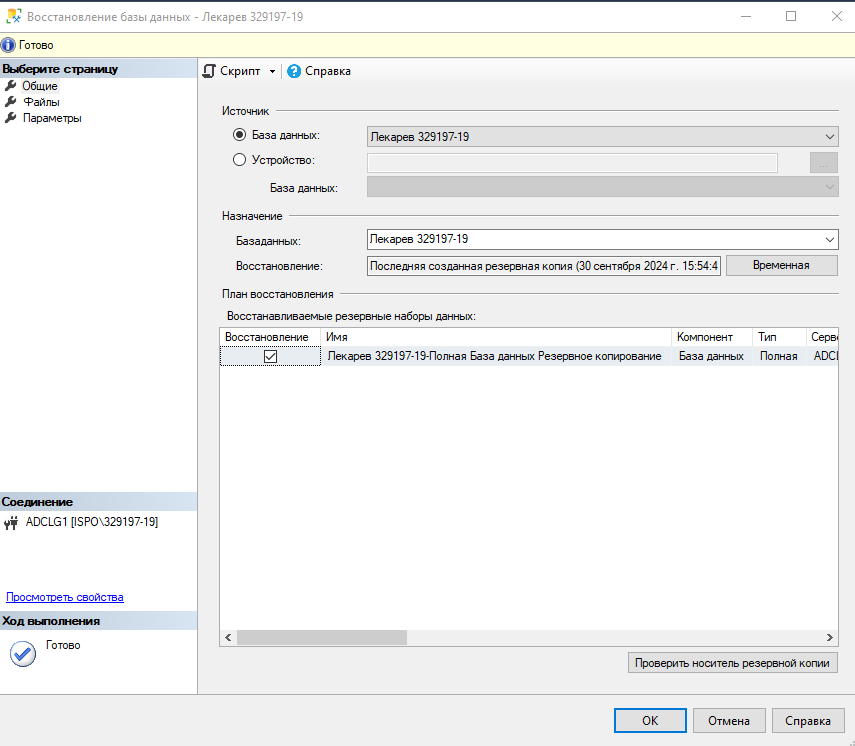 Восстановление базы данных - Лекарев 329197-19
Готово
Выберите страницу
Общие
Файлы
Параметры
Скрипт
Справка
Источник
База данных:
Лекарев 329197-19
Устройство:
...
База данных:
Назначение
Базаданных:
Лекарев 329197-19
Восстановление:
Последняя созданная резервная копия (30 сентября 2024 г. 15:54:4
Временная
План восстановления
Восстанавливаемые резервные наборы данных:
Восстановление Имя Компонент Тип Серве
Лекарев 329197-19-Полная База данных Резервное копирование База данных Полная ADCL
Соединение
ADCLG1 [ISPO\329197-19]
Просмотреть свойства
Ход выполнения
Готово
Проверить носитель резервной копии
ОК Отмена Справка